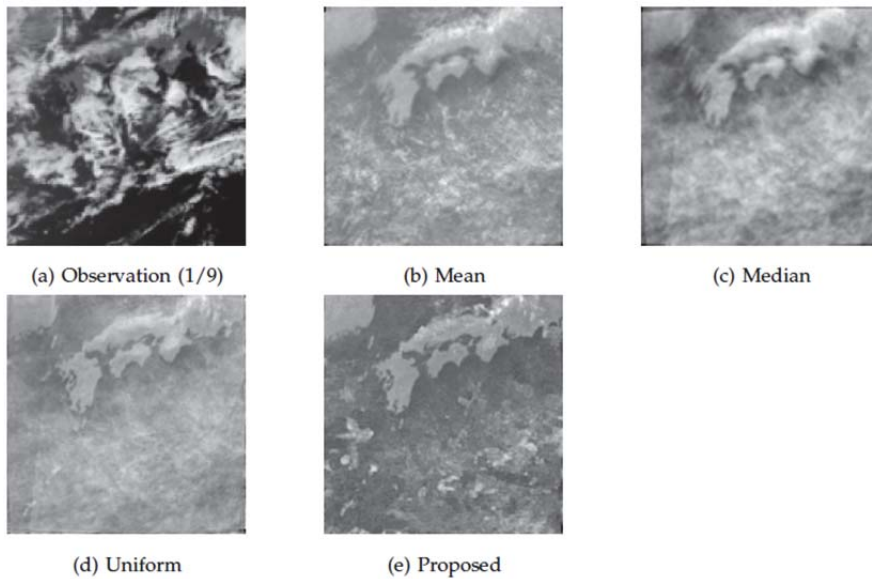 (a) Observation (1/9)
(b) Mean
(c) Median
(d) Uniform
(e) Proposed